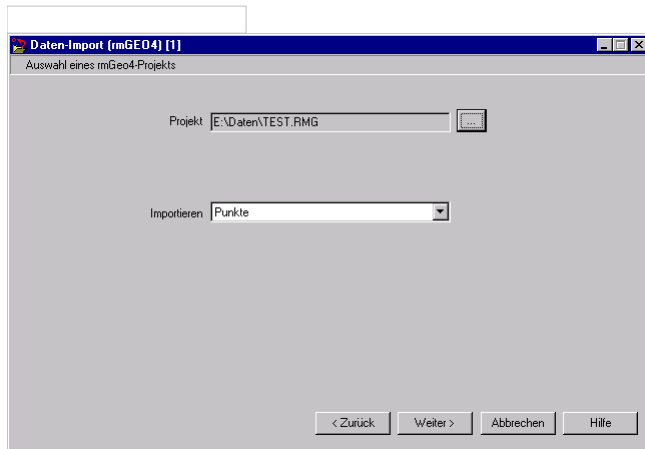 Daten-Import (rmGEO4) [1]
Auswahl eines rmGeo4-Projekts
Projekt E:\Daten\TEST.RMG ...
Importieren Punkte
< Zurück Weiter > Abbrechen Hilfe